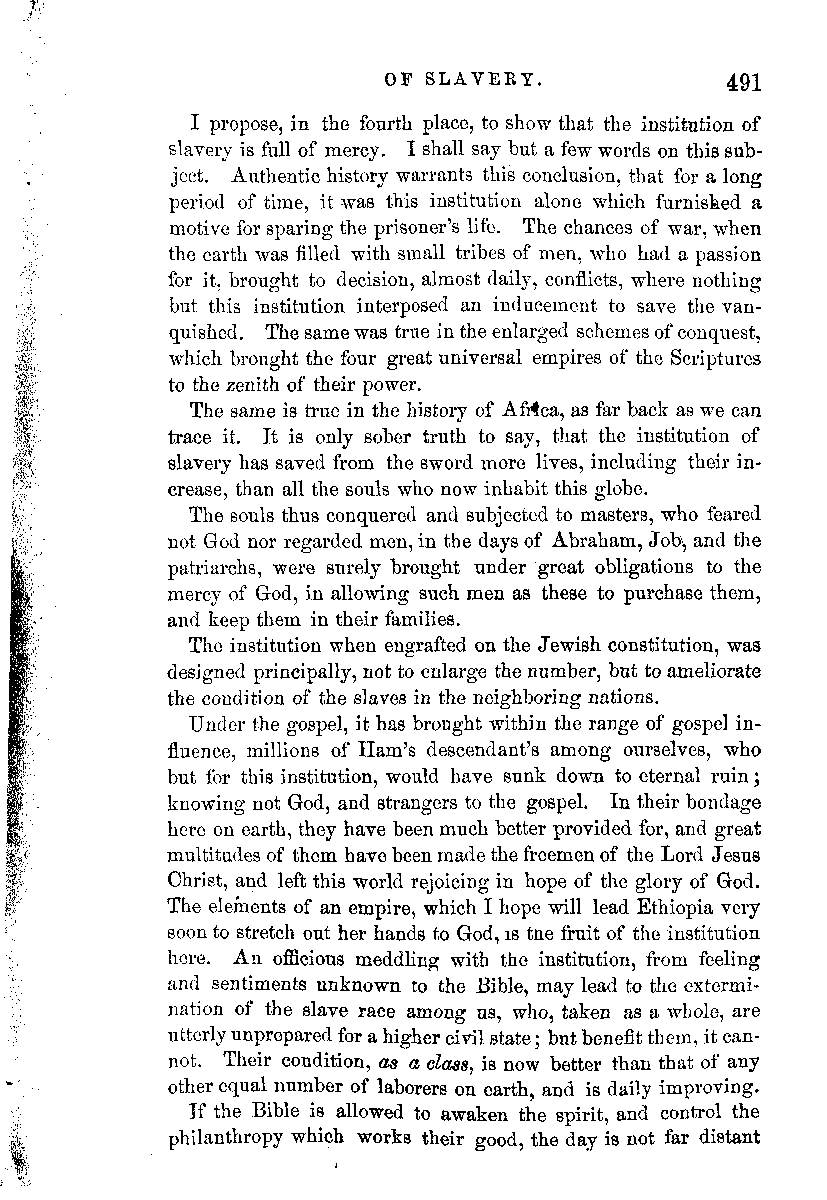 OF SLAVERY. 491
I propose, in the fourth place, to show that the institution of
slavery is full of mercy. I shall say but a few words on this sub-
ject. Authentic history warrants this conclusion, that for a long
period of time, it was this institution alone which furnished a
motive for sparing the prisoner's life. The chances of war, when
the earth was filled with small tribes of men, who had a passion
for it, brought to decision, almost daily, conflicts, where nothing
but this institution interposed an inducement to save the van-
quished. The same was true in the enlarged schemes of conquest,
which brought the four great universal empires of the Scriptures
to the zenith of their power.
The same is true in the history of Africa, as far back as we can
trace it. It is only sober truth to say, that the institution of
slavery has saved from the sword more lives, including their in-
crease, than all the souls who now inhabit this globe.
The souls thus conquered and subjected to masters, who feared
not God nor regarded men, in the days of Abraham, Job, and the
patriarchs, were surely brought under great obligations to the
mercy of God, in allowing such men as these to purchase them,
and keep them in their families.
The institution when engrafted on the Jewish constitution, was
designed principally, not to enlarge the number, but to ameliorate
the condition of the slaves in the neighboring nations.
Under the gospel, it has brought within the range of gospel in-
fluence, millions of Ham's descendant's among ourselves, who
but for this institution, would have sunk down to eternal ruin;
knowing not God, and strangers to the gospel. In their bondage
here on earth, they have been much better provided for, and great
multitudes of them have been made the freemen of the Lord Jesus
Christ, and left this world rejoicing in hope of the glory of God.
The elements of an empire, which I hope will lead Ethiopia very
soon to stretch out her hands to God, is the fruit of the institution
here. An officious meddling with the institution, from feeling
and sentiments unknown to the Bible, may lead to the extermi-
nation of the slave race among us, who, taken as a whole, are
utterly unprepared for a higher civil state; but benefit them, it can-
not. Their condition, as a class, is now better than that of any
other equal number of laborers on earth, and is daily improving.
If the Bible is allowed to awaken the spirit, and control the
philanthropy which works their good, the day is not far distant